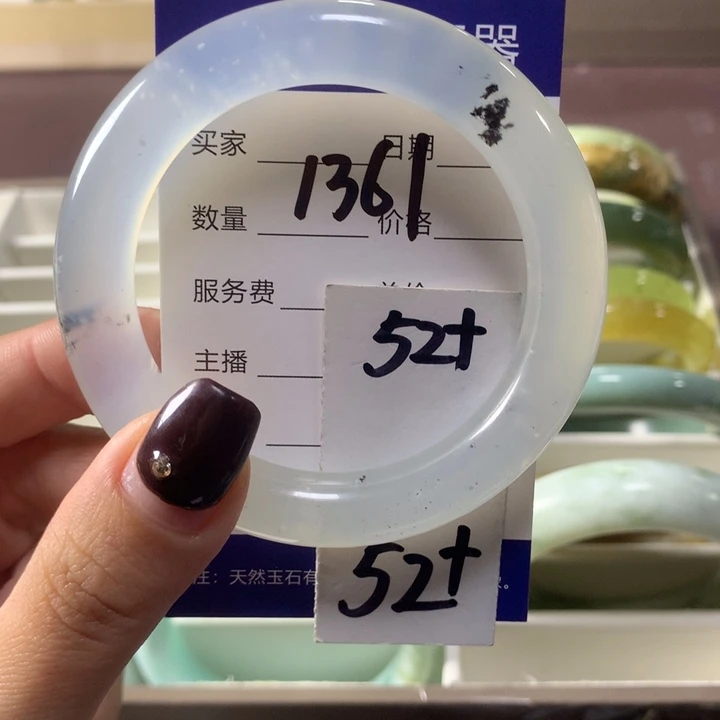 器
买家 日期
1361
数量 价格
服务费
52+
主播
52+
注：天然玉石有